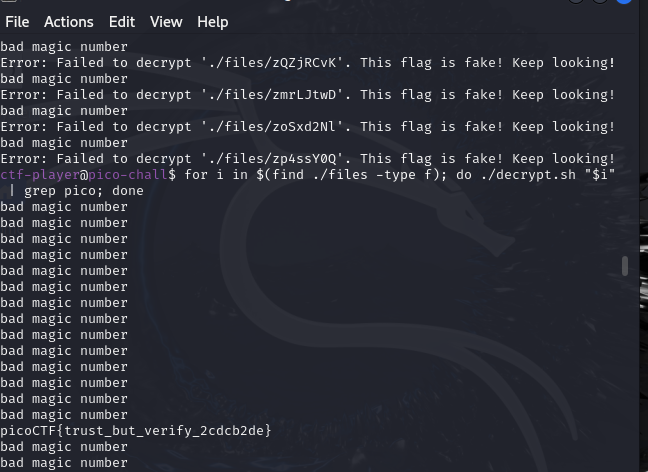 File Actions Edit View Help
bad magic number
Error: Failed to decrypt './files/zQZjRCvK'. This flag is fake! Keep looking!
bad magic number
Error: Failed to decrypt './files/zmrLJtwD'. This flag is fake! Keep looking!
bad magic number
Error: Failed to decrypt './files/zoSxd2Nl'. This flag is fake! Keep looking!
bad magic number
Error: Failed to decrypt './files/zp4ssY0Q'. This flag is fake! Keep looking!
ctf-player@pico-chall$ for i in $(find ./files -type f); do ./decrypt.sh "$i"
 | grep pico; done
bad magic number
bad magic number
bad magic number
bad magic number
bad magic number
bad magic number
bad magic number
bad magic number
bad magic number
bad magic number
bad magic number
bad magic number
bad magic number
bad magic number
picoCTF{trust_but_verify_2cdcb2de}
bad magic number
bad magic number